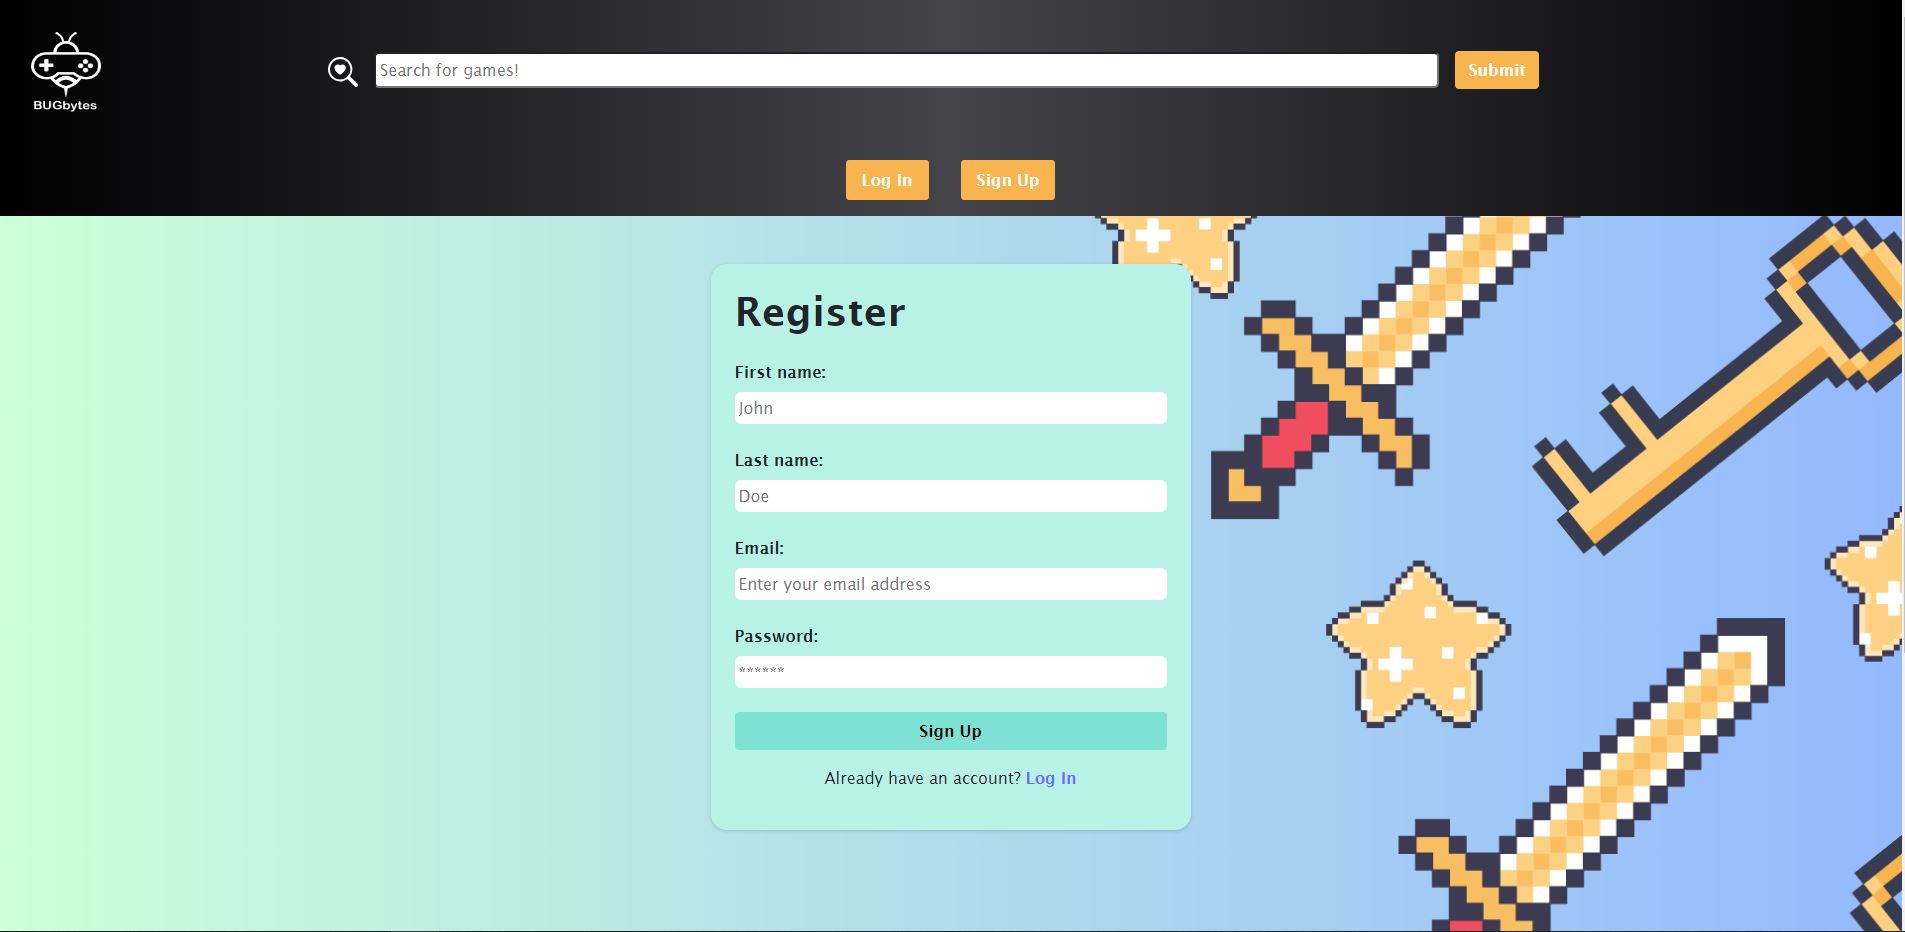 BUGbytes
Search for games!
Submit
Log In
Sign Up
Register
First name:
John
Last name:
Doe
Email:
Enter your email address
Password:
******
Sign Up
Already have an account? Log In